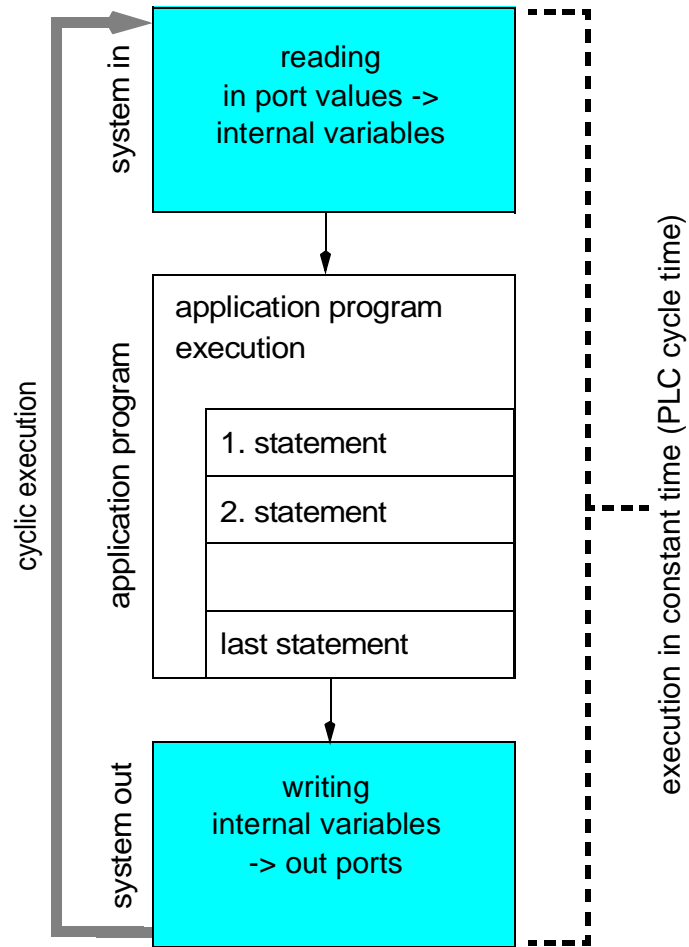 system in
reading
in port values ->
internal variables
cyclic execution
application program
application program
execution
1. statement
2. statement
last statement
execution in constant time (PLC cycle time)
system out
writing
internal variables
-> out ports